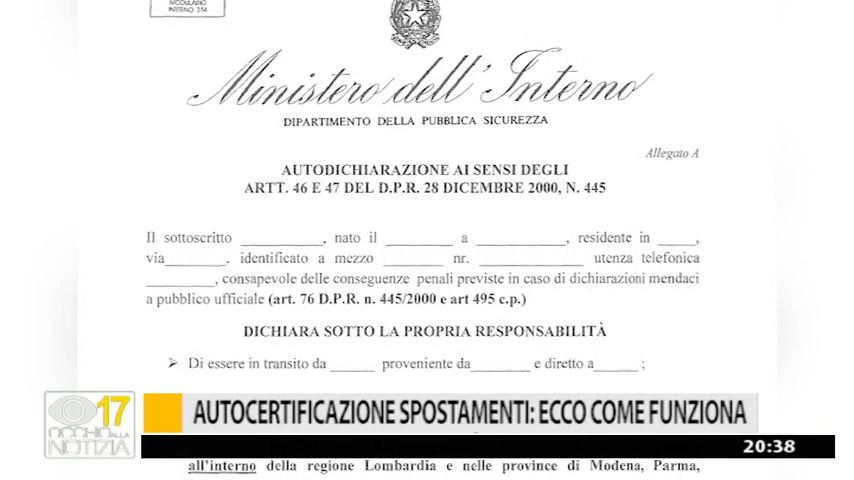 MODULARIO
INTERNO 314
Ministero dell'Interno
DIPARTIMENTO DELLA PUBBLICA SICUREZZA
Allegato A
AUTODICHIARAZIONE AI SENSI DEGLI
ARTT. 46 E 47 DEL D.P.R. 28 DICEMBRE 2000, N. 445
Il sottoscritto __________, nato il ________ a ___________, residente in _____,
via________, identificato a mezzo ________ nr. _____________ utenza telefonica
_________, consapevole delle conseguenze penali previste in caso di dichiarazioni mendaci
a pubblico ufficiale (art. 76 D.P.R. n. 445/2000 e art 495 c.p.)
DICHIARA SOTTO LA PROPRIA RESPONSABILITÀ
➢ Di essere in transito da ______ proveniente da________ e diretto a______ ;
17
OCCHIO ALLA
NOTIZIA
AUTOCERTIFICAZIONE SPOSTAMENTI: ECCO COME FUNZIONA
20:38
all'interno della regione Lombardia e nelle province di Modena, Parma,